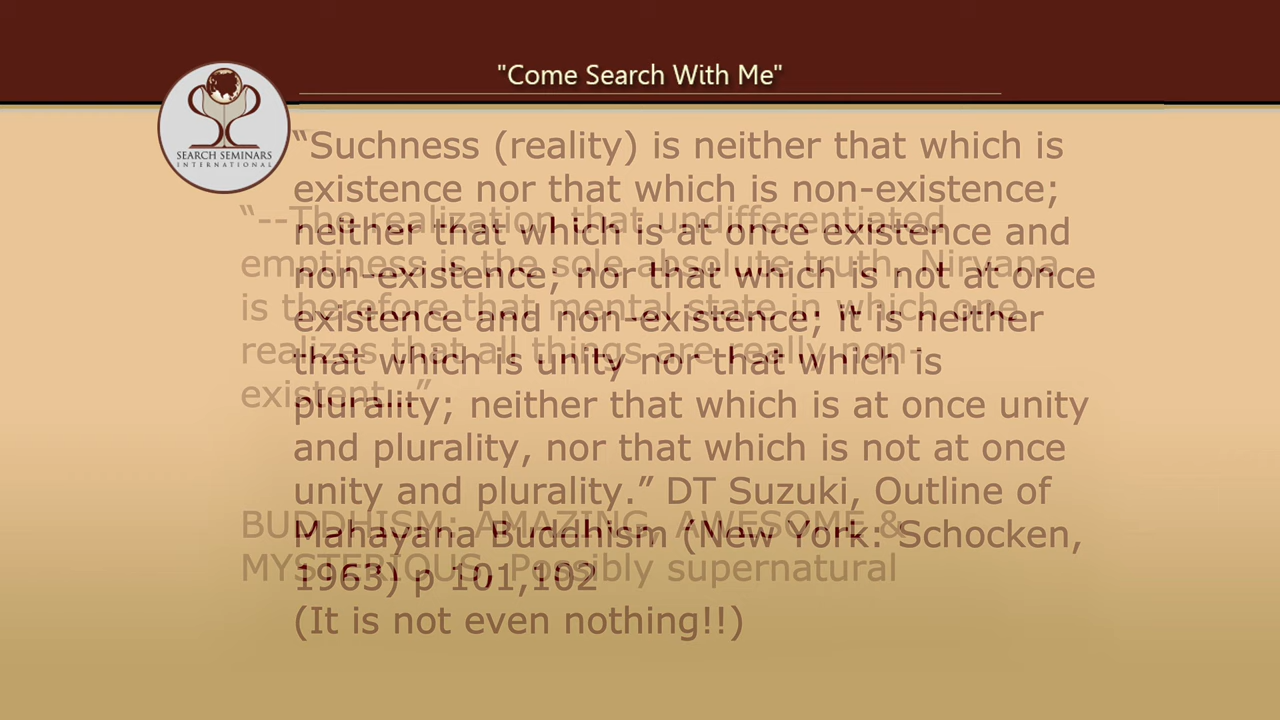 "Come Search With Me"
SEARCH SEMINARS
INTERNATIONAL
“Suchness (reality) is neither that which is
existence nor that which is non-existence;
neither that which is at once existence and
non-existence; nor that which is not at once
existence and non-existence; it is neither
that which is unity nor that which is
plurality; neither that which is at once unity
and plurality, nor that which is not at once
unity and plurality.” DT Suzuki, Outline of
Mahayana Buddhism (New York: Schocken,
1963) p 101,102
(It is not even nothing!!)
“--The realization that undifferentiated
emptiness is the sole absolute truth. Nirvana
is therefore that mental state in which one
realizes that all things are really non-
existent...”
BUDDHISM: AMAZING, AWESOME &
MYSTERIOUS. Possibly supernatural